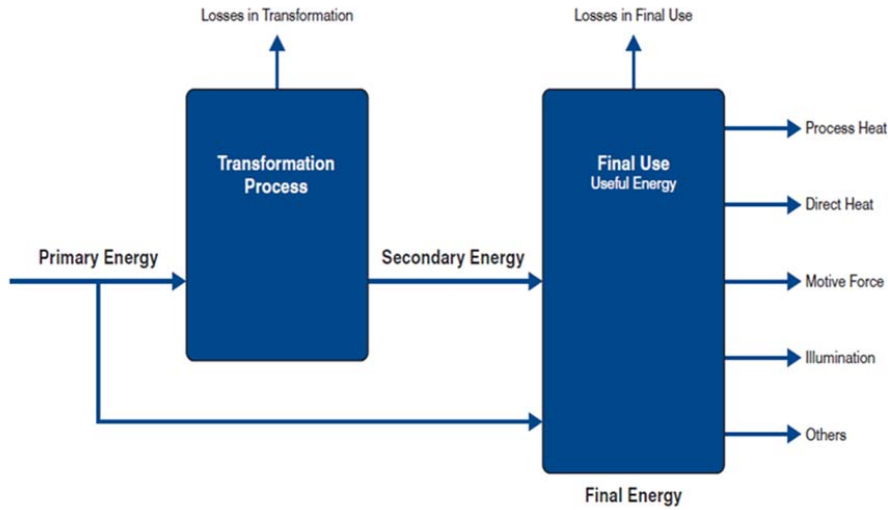 Losses in Transformation
Losses in Final Use
Transformation
Process
Final Use
Useful Energy
Process Heat
Direct Heat
Primary Energy
Secondary Energy
Motive Force
Illumination
Others
Final Energy